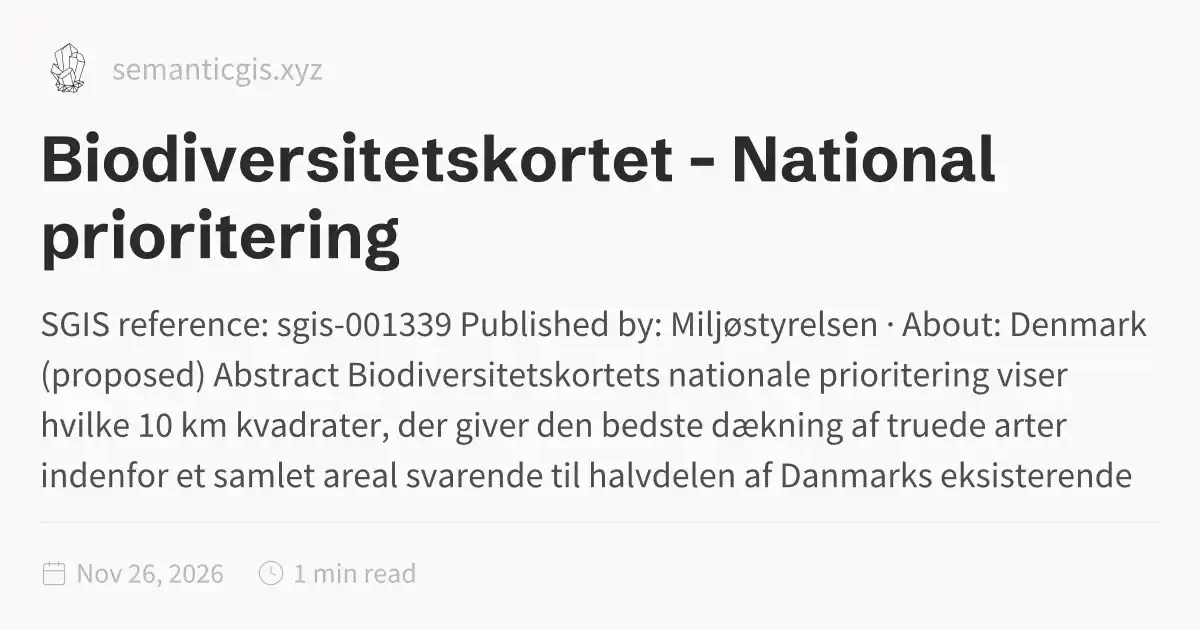 semanticgis.xyz
Biodiversitetskortet - National
prioritering
SGIS reference: sgis-001339 Published by: Miljøstyrelsen · About: Denmark
(proposed) Abstract Biodiversitetskortets nationale prioritering viser
hvilke 10 km kvadrater, der giver den bedste dækning af truede arter
indenfor et samlet areal svarende til halvdelen af Danmarks eksisterende
Nov 26, 2026 1 min read